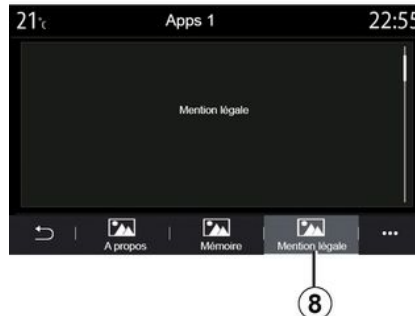 21°c
Apps 1
22:55
Mention légale
A propos
Mémoire
Mention légale
8